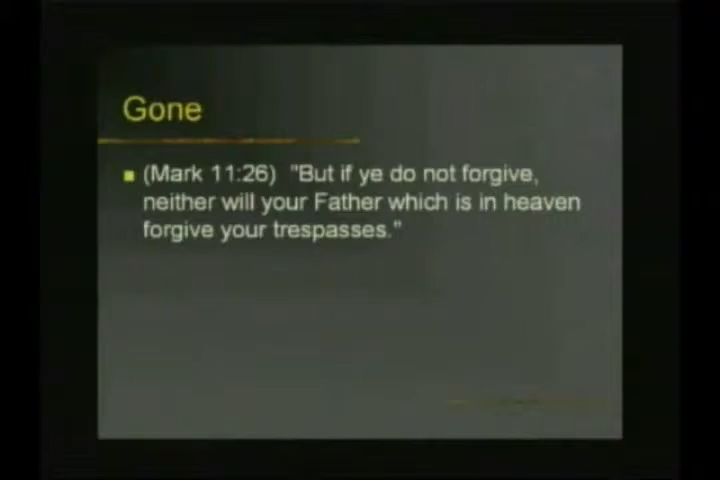 Gone
(Mark 11:26) "But if ye do not forgive,
neither will your Father which is in heaven
forgive your trespasses."